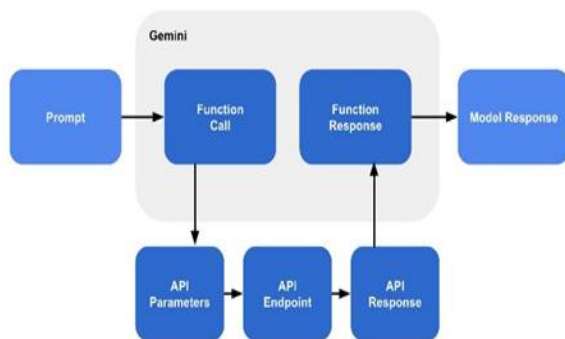 Gemini
Prompt
Function
Call
Function
Response
Model Response
API
Parameters
API
Endpoint
API
Response